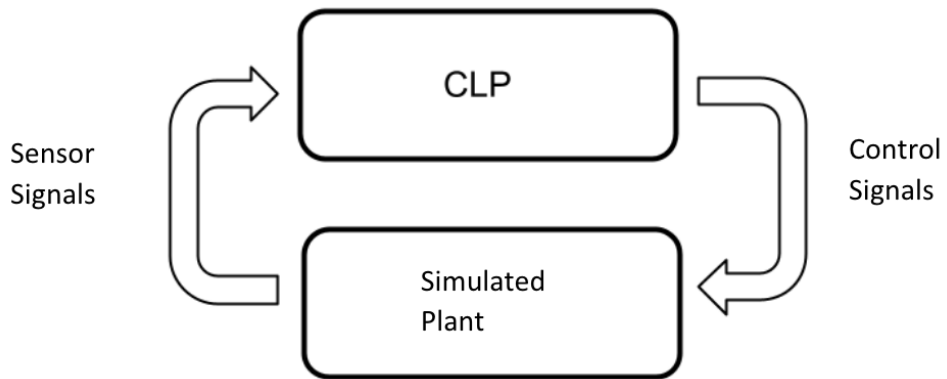 CLP
Sensor
Signals
Control
Signals
Simulated
Plant